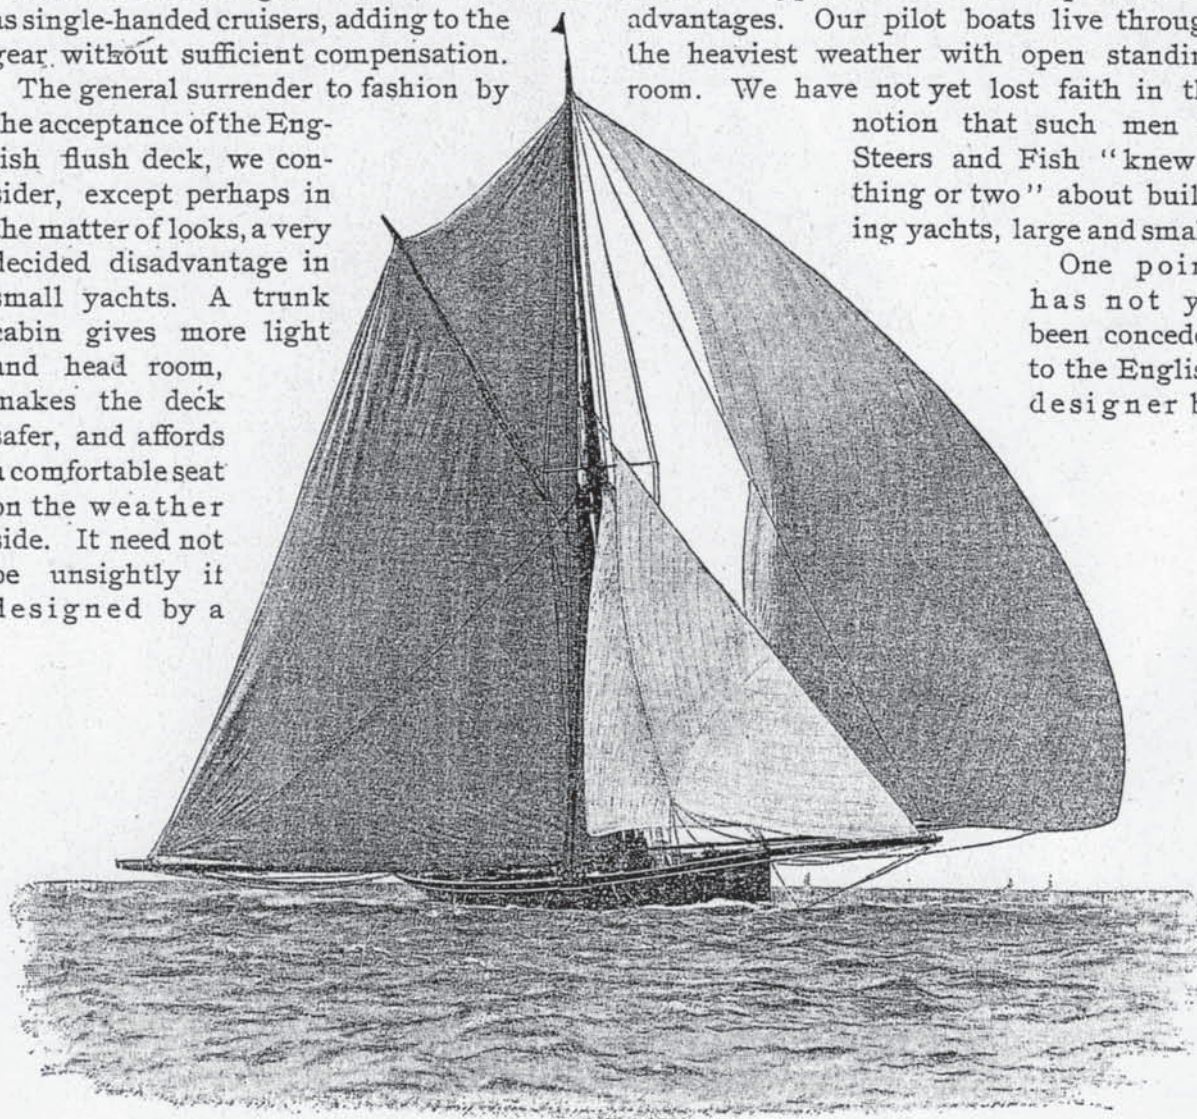 as single-handed cruisers, adding to the
gear without sufficient compensation.
The general surrender to fashion by
the acceptance of the Eng-
lish flush deck, we con-
sider, except perhaps in
the matter of looks, a very
decided disadvantage in
small yachts. A trunk
cabin gives more light
and head room,
makes the deck
safer, and affords
a comfortable seat
on the weather
side. It need not
be unsightly if
designed by a
advantages. Our pilot boats live throug
the heaviest weather with open standin
room. We have not yet lost faith in th
notion that such men
Steers and Fish "knew
thing or two" about buil
ing yachts, large and smal
One poin
has not y
been concede
to the Englis
designer b